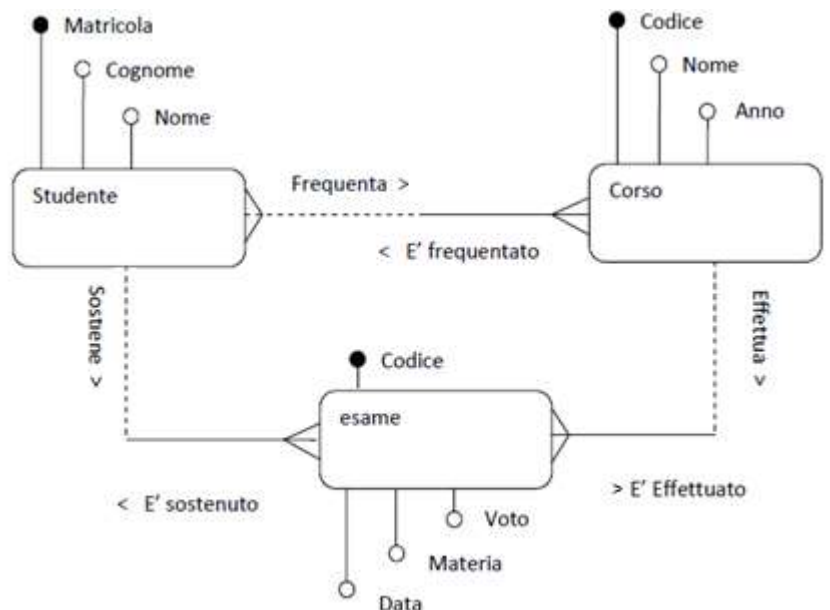 Matricola
Cognome
Nome
Studente
Codice
Nome
Anno
Corso
Frequenta >
< E' frequentato
Sostiene >
Effettua >
Codice
esame
< E' sostenuto
> E' Effettuato
Voto
Materia
Data